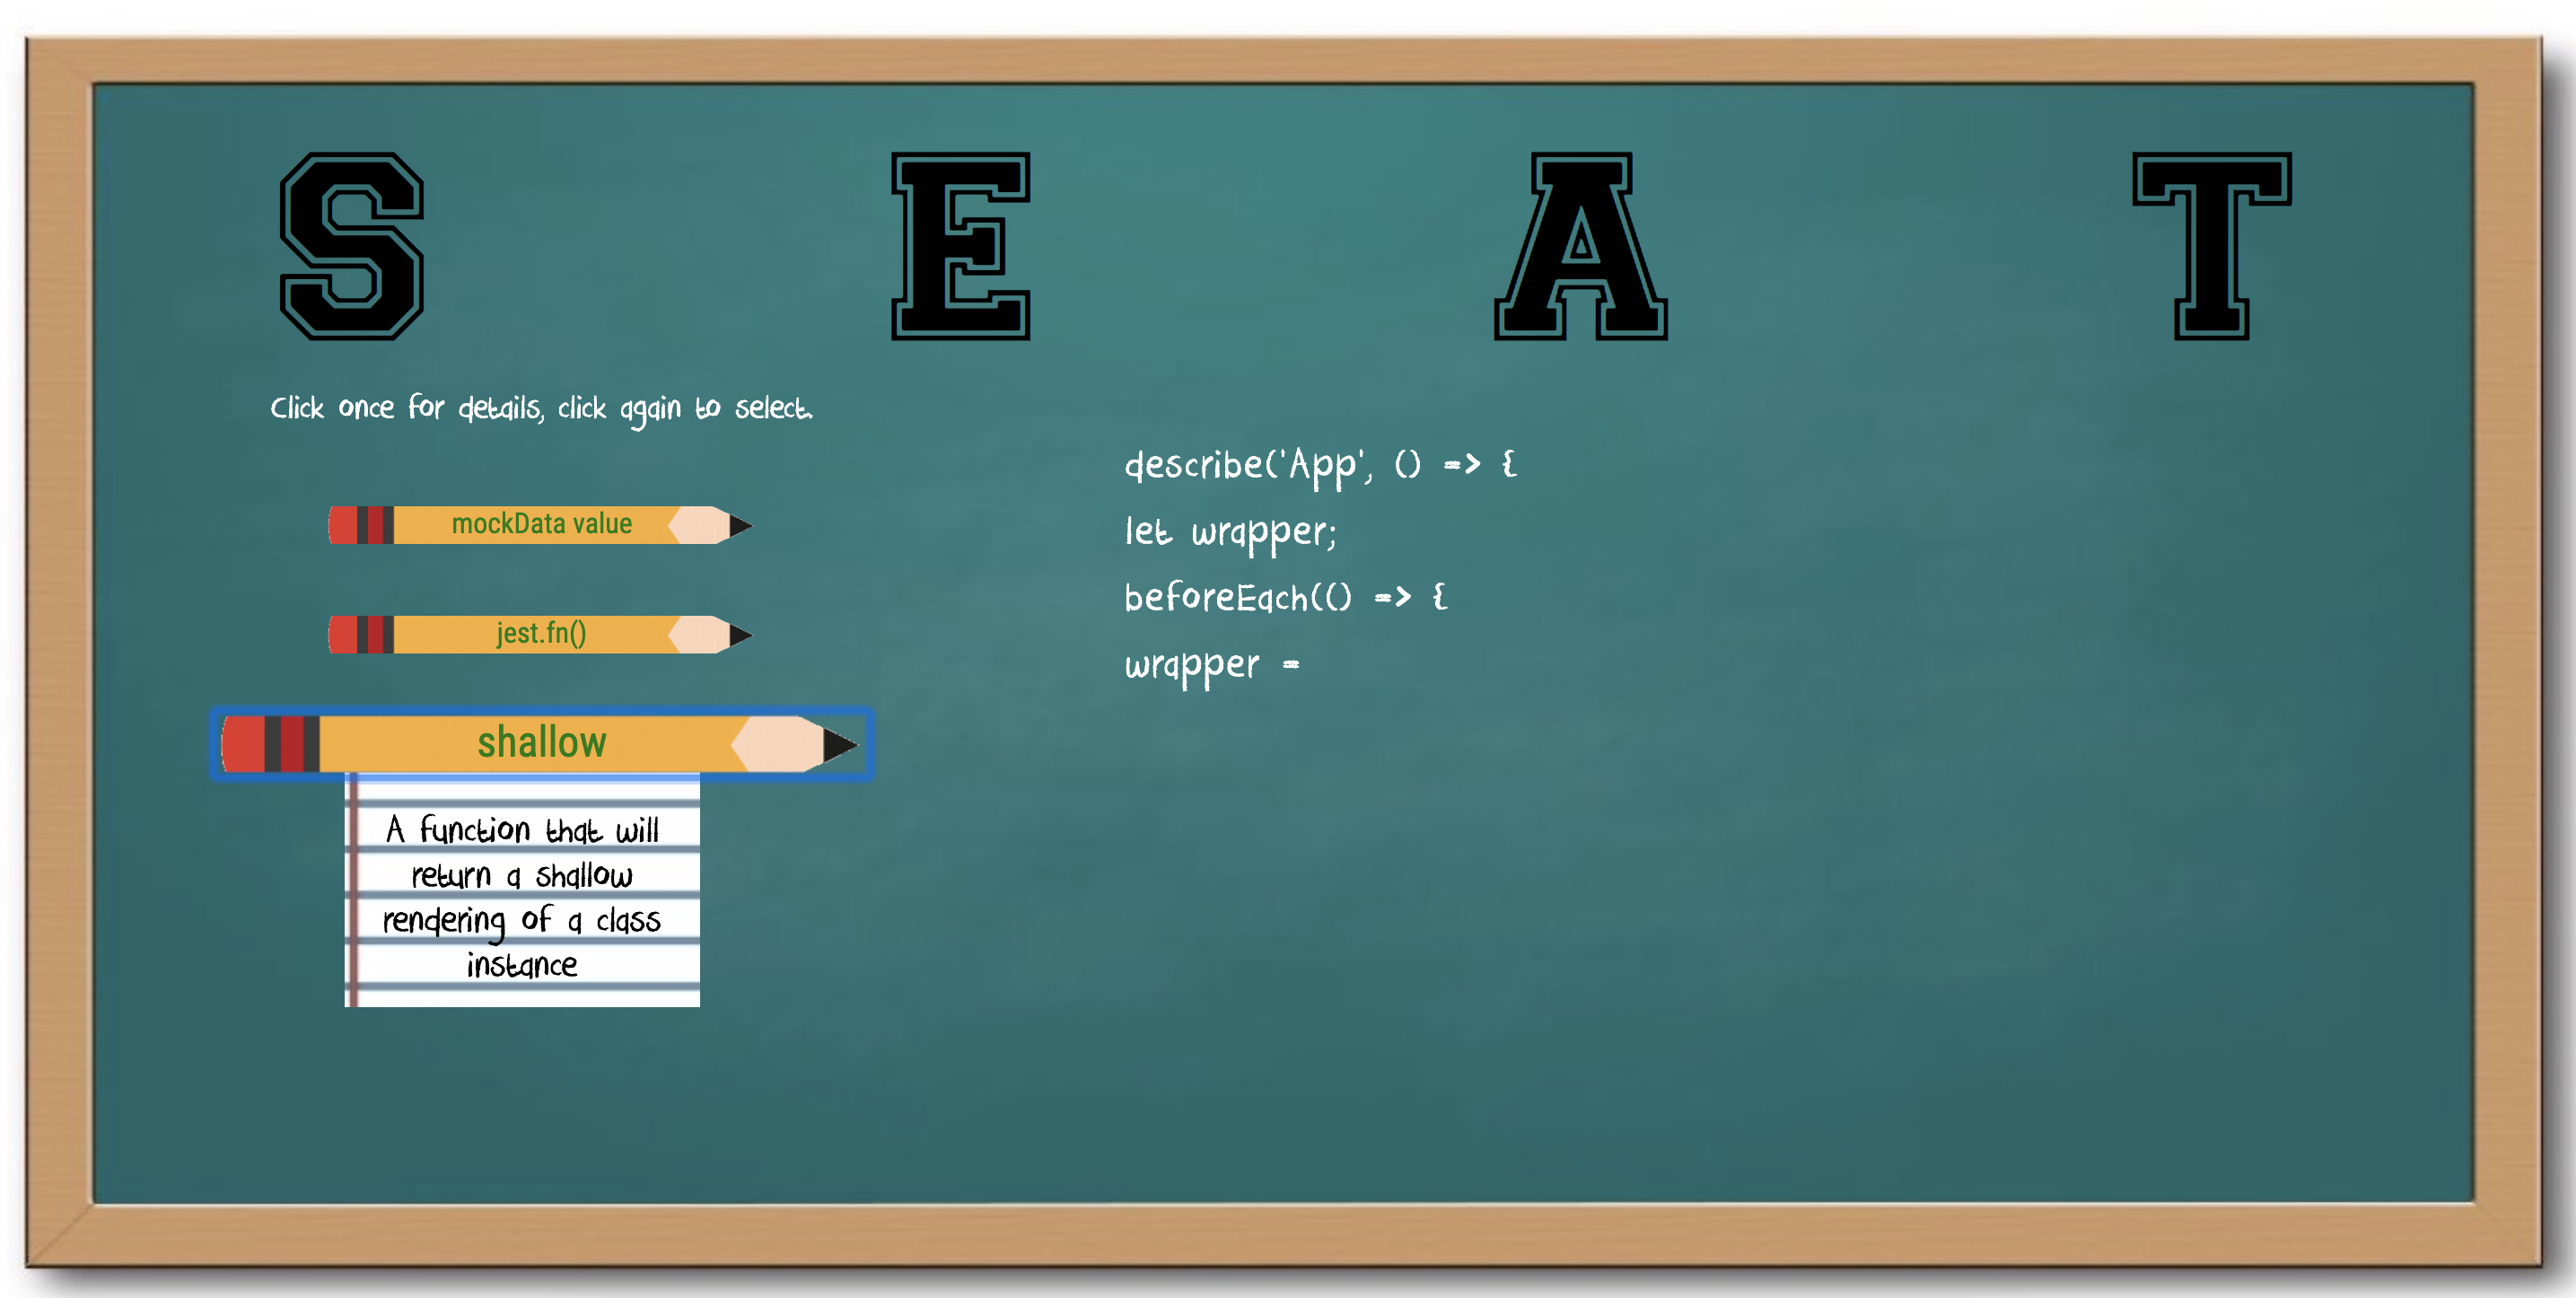 S E A T
Click once for details, click again to select.
mockData value
jest.fn()
shallow
A function that will
return a shallow
rendering of a class
instance
describe('App', () => {
let wrapper;
beforeEach(() => {
wrapper =